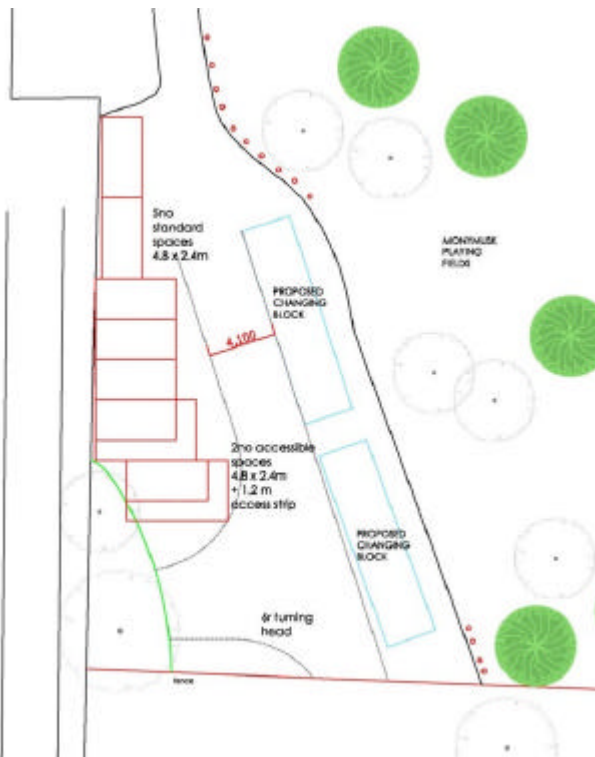 5no
standard
spaces
4.8 x 2.4m
MONYMUSK
PLAYING
FIELDS
PROPOSED
CHANGING
BLOCK
4,100
2no accessible
spaces
4.8 x 2.4m
+ 1.2 m
access strip
PROPOSED
CHANGING
BLOCK
6r turning
head
fence